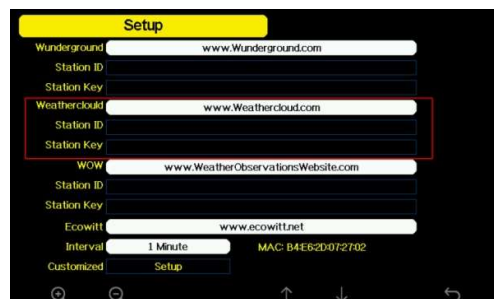 Setup
Wunderground www.Wunderground.com
Station ID
Station Key
Weatherclould www.Weathercloud.com
Station ID
Station Key
WOW www.WeatherObservationsWebsite.com
Station ID
Station Key
Ecowitt www.ecowitt.net
Interval 1 Minute MAC: B4:E6:2D:07:27:02
Customized Setup